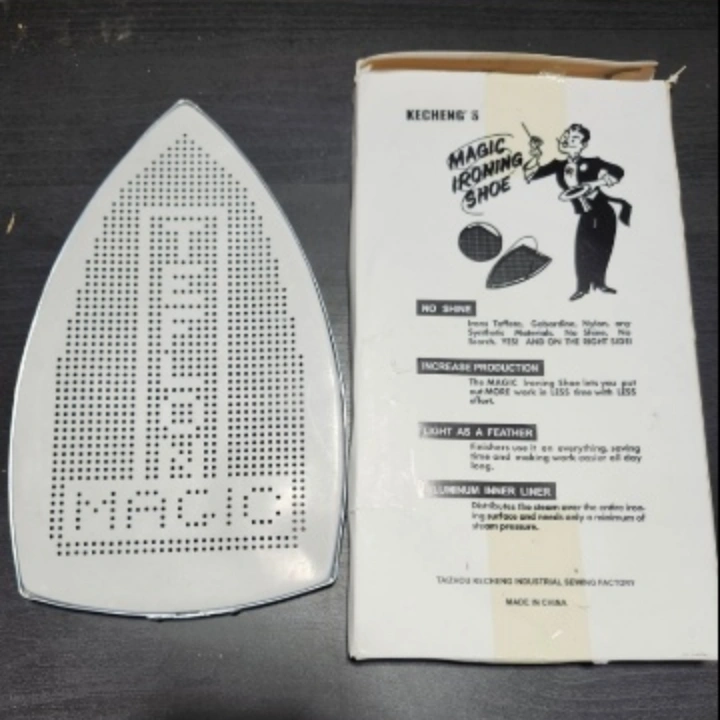 MAGIC
KECHENG'S
MAGIC
IRONING
SHOE
NO SHINE
Irons Taffeta, Gabardine, Nylon, any
Synthetic Materials. No Shine, No
Scorch. YES! AND ON THE RIGHT SIDE!
INCREASE PRODUCTION
The MAGIC Ironing Shoe lets you put
out MORE work in LESS time with LESS
effort.
LIGHT AS A FEATHER
Finishers use it on everything, saving
time and making work easier all day
long.
ALUMINUM INNER LINER
Distributes the steam over the entire iron-
ing surface and needs only a minimum of
steam pressure.
TAIZHOU KECHENG INDUSTRIAL SEWING FACTORY
MADE IN CHINA